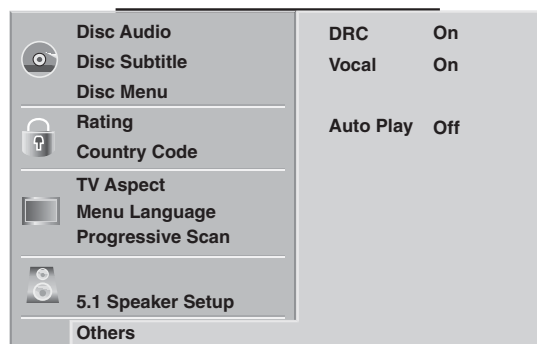 Disc Audio
Disc Subtitle
Disc Menu
Rating
Country Code
TV Aspect
Menu Language
Progressive Scan
5.1 Speaker Setup
Others
DRC On
Vocal On
Auto Play Off